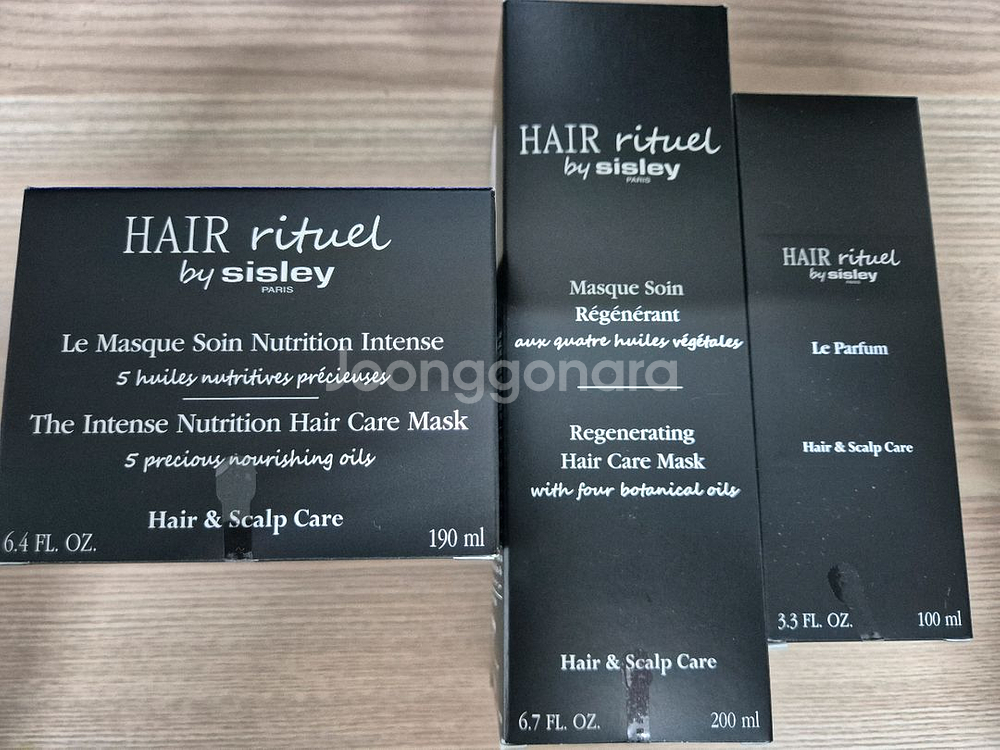 HAIR rituel
by sisley
PARIS
Le Masque Soin Nutrition Intense
5 huiles nutritives précieuses
The Intense Nutrition Hair Care Mask
5 precious nourishing oils
Hair & Scalp Care
6.4 FL. OZ.
190 ml
HAIR rituel
by sisley
PARIS
Masque Soin
Régénérant
aux quatre huiles végétales
Regenerating
Hair Care Mask
with four botanical oils
Hair & Scalp Care
6.7 FL. OZ.
200 ml
HAIR rituel
by sisley
PARIS
Le Parfum
Hair & Scalp Care
3.3 FL. OZ.
100 ml
Joonggonara